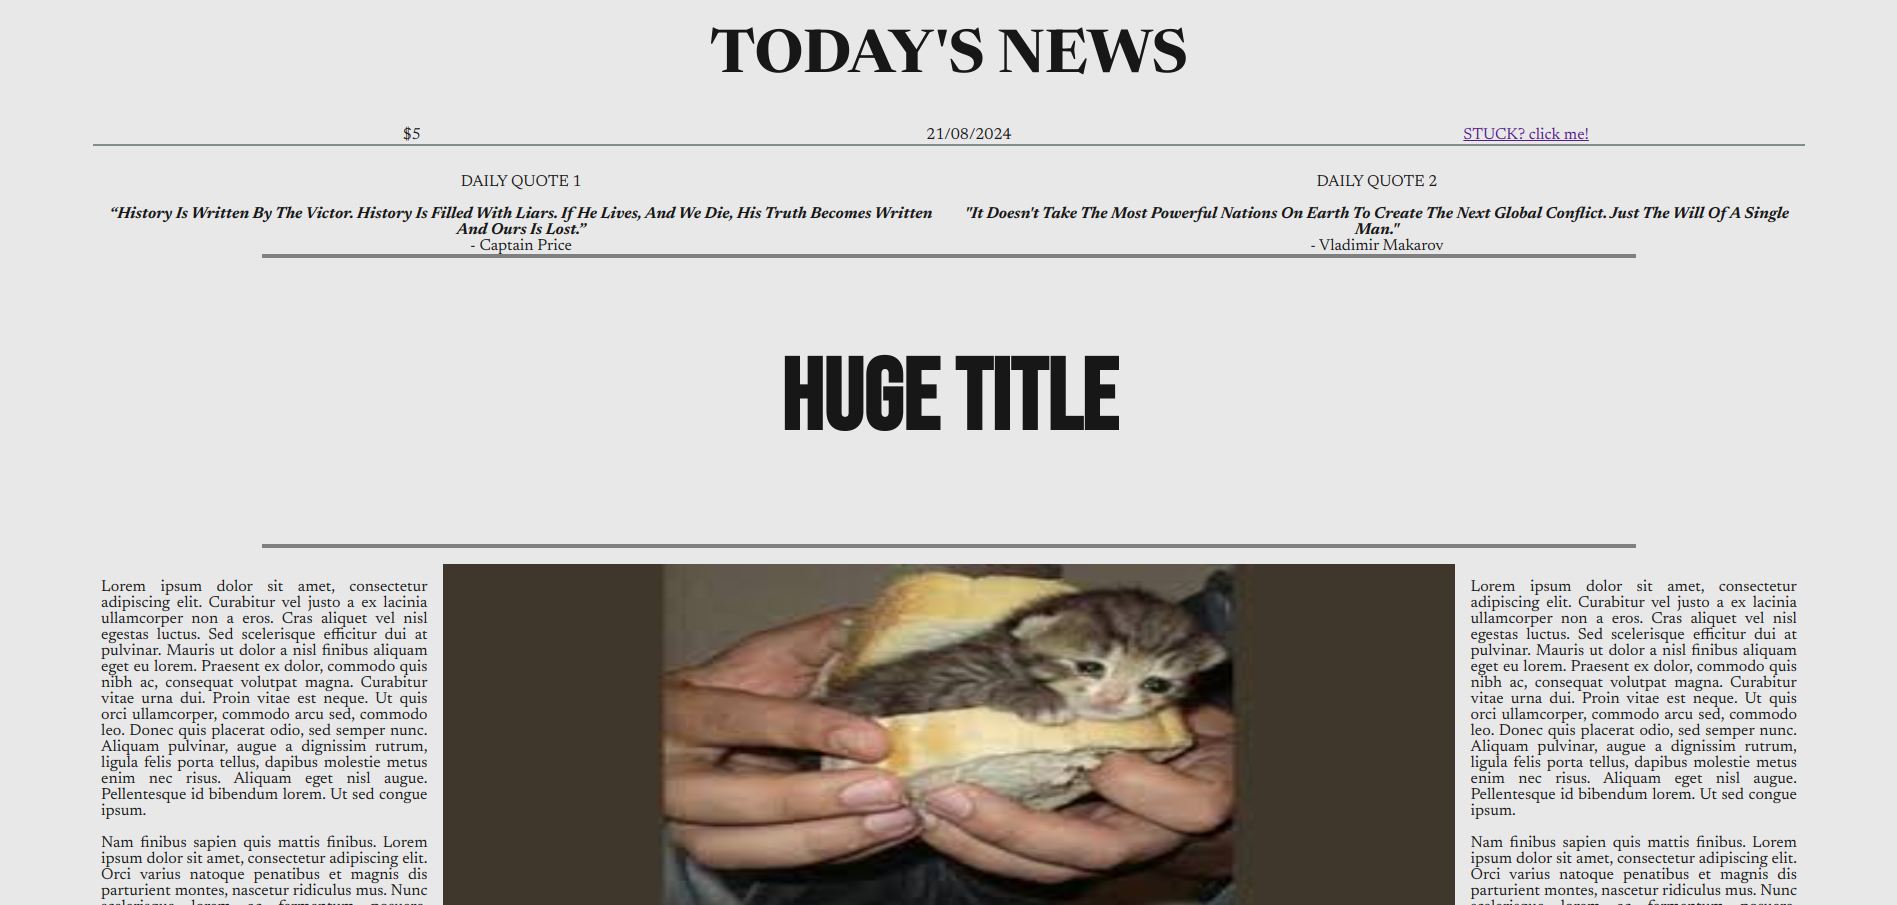 TODAY'S NEWS
$5
21/08/2024
STUCK? click me!
DAILY QUOTE 1
“History Is Written By The Victor. History Is Filled With Liars. If He Lives, And We Die, His Truth Becomes Written
And Ours Is Lost.”
- Captain Price
DAILY QUOTE 2
"It Doesn't Take The Most Powerful Nations On Earth To Create The Next Global Conflict. Just The Will Of A Single
Man."
- Vladimir Makarov
HUGE TITLE
Lorem ipsum dolor sit amet, consectetur
adipiscing elit. Curabitur vel justo a ex lacinia
ullamcorper non a eros. Cras aliquet vel nisl
egestas luctus. Sed scelerisque efficitur dui at
pulvinar. Mauris ut dolor a nisl finibus aliquam
eget eu lorem. Praesent ex dolor, commodo quis
nibh ac, consequat volutpat magna. Curabitur
vitae urna dui. Proin vitae est neque. Ut quis
orci ullamcorper, commodo arcu sed, commodo
leo. Donec quis placerat odio, sed semper nunc.
Aliquam pulvinar, augue a dignissim rutrum,
ligula felis porta tellus, dapibus molestie metus
enim nec risus. Aliquam eget nisl augue.
Pellentesque id bibendum lorem. Ut sed congue
ipsum.
Nam finibus sapien quis mattis finibus. Lorem
ipsum dolor sit amet, consectetur adipiscing elit.
Orci varius natoque penatibus et magnis dis
parturient montes, nascetur ridiculus mus. Nunc
scelerisque lorem ac fermentum posuere.
Lorem ipsum dolor sit amet, consectetur
adipiscing elit. Curabitur vel justo a ex lacinia
ullamcorper non a eros. Cras aliquet vel nisl
egestas luctus. Sed scelerisque efficitur dui at
pulvinar. Mauris ut dolor a nisl finibus aliquam
eget eu lorem. Praesent ex dolor, commodo quis
nibh ac, consequat volutpat magna. Curabitur
vitae urna dui. Proin vitae est neque. Ut quis
orci ullamcorper, commodo arcu sed, commodo
leo. Donec quis placerat odio, sed semper nunc.
Aliquam pulvinar, augue a dignissim rutrum,
ligula felis porta tellus, dapibus molestie metus
enim nec risus. Aliquam eget nisl augue.
Pellentesque id bibendum lorem. Ut sed congue
ipsum.
Nam finibus sapien quis mattis finibus. Lorem
ipsum dolor sit amet, consectetur adipiscing elit.
Orci varius natoque penatibus et magnis dis
parturient montes, nascetur ridiculus mus. Nunc
scelerisque lorem ac fermentum posuere.